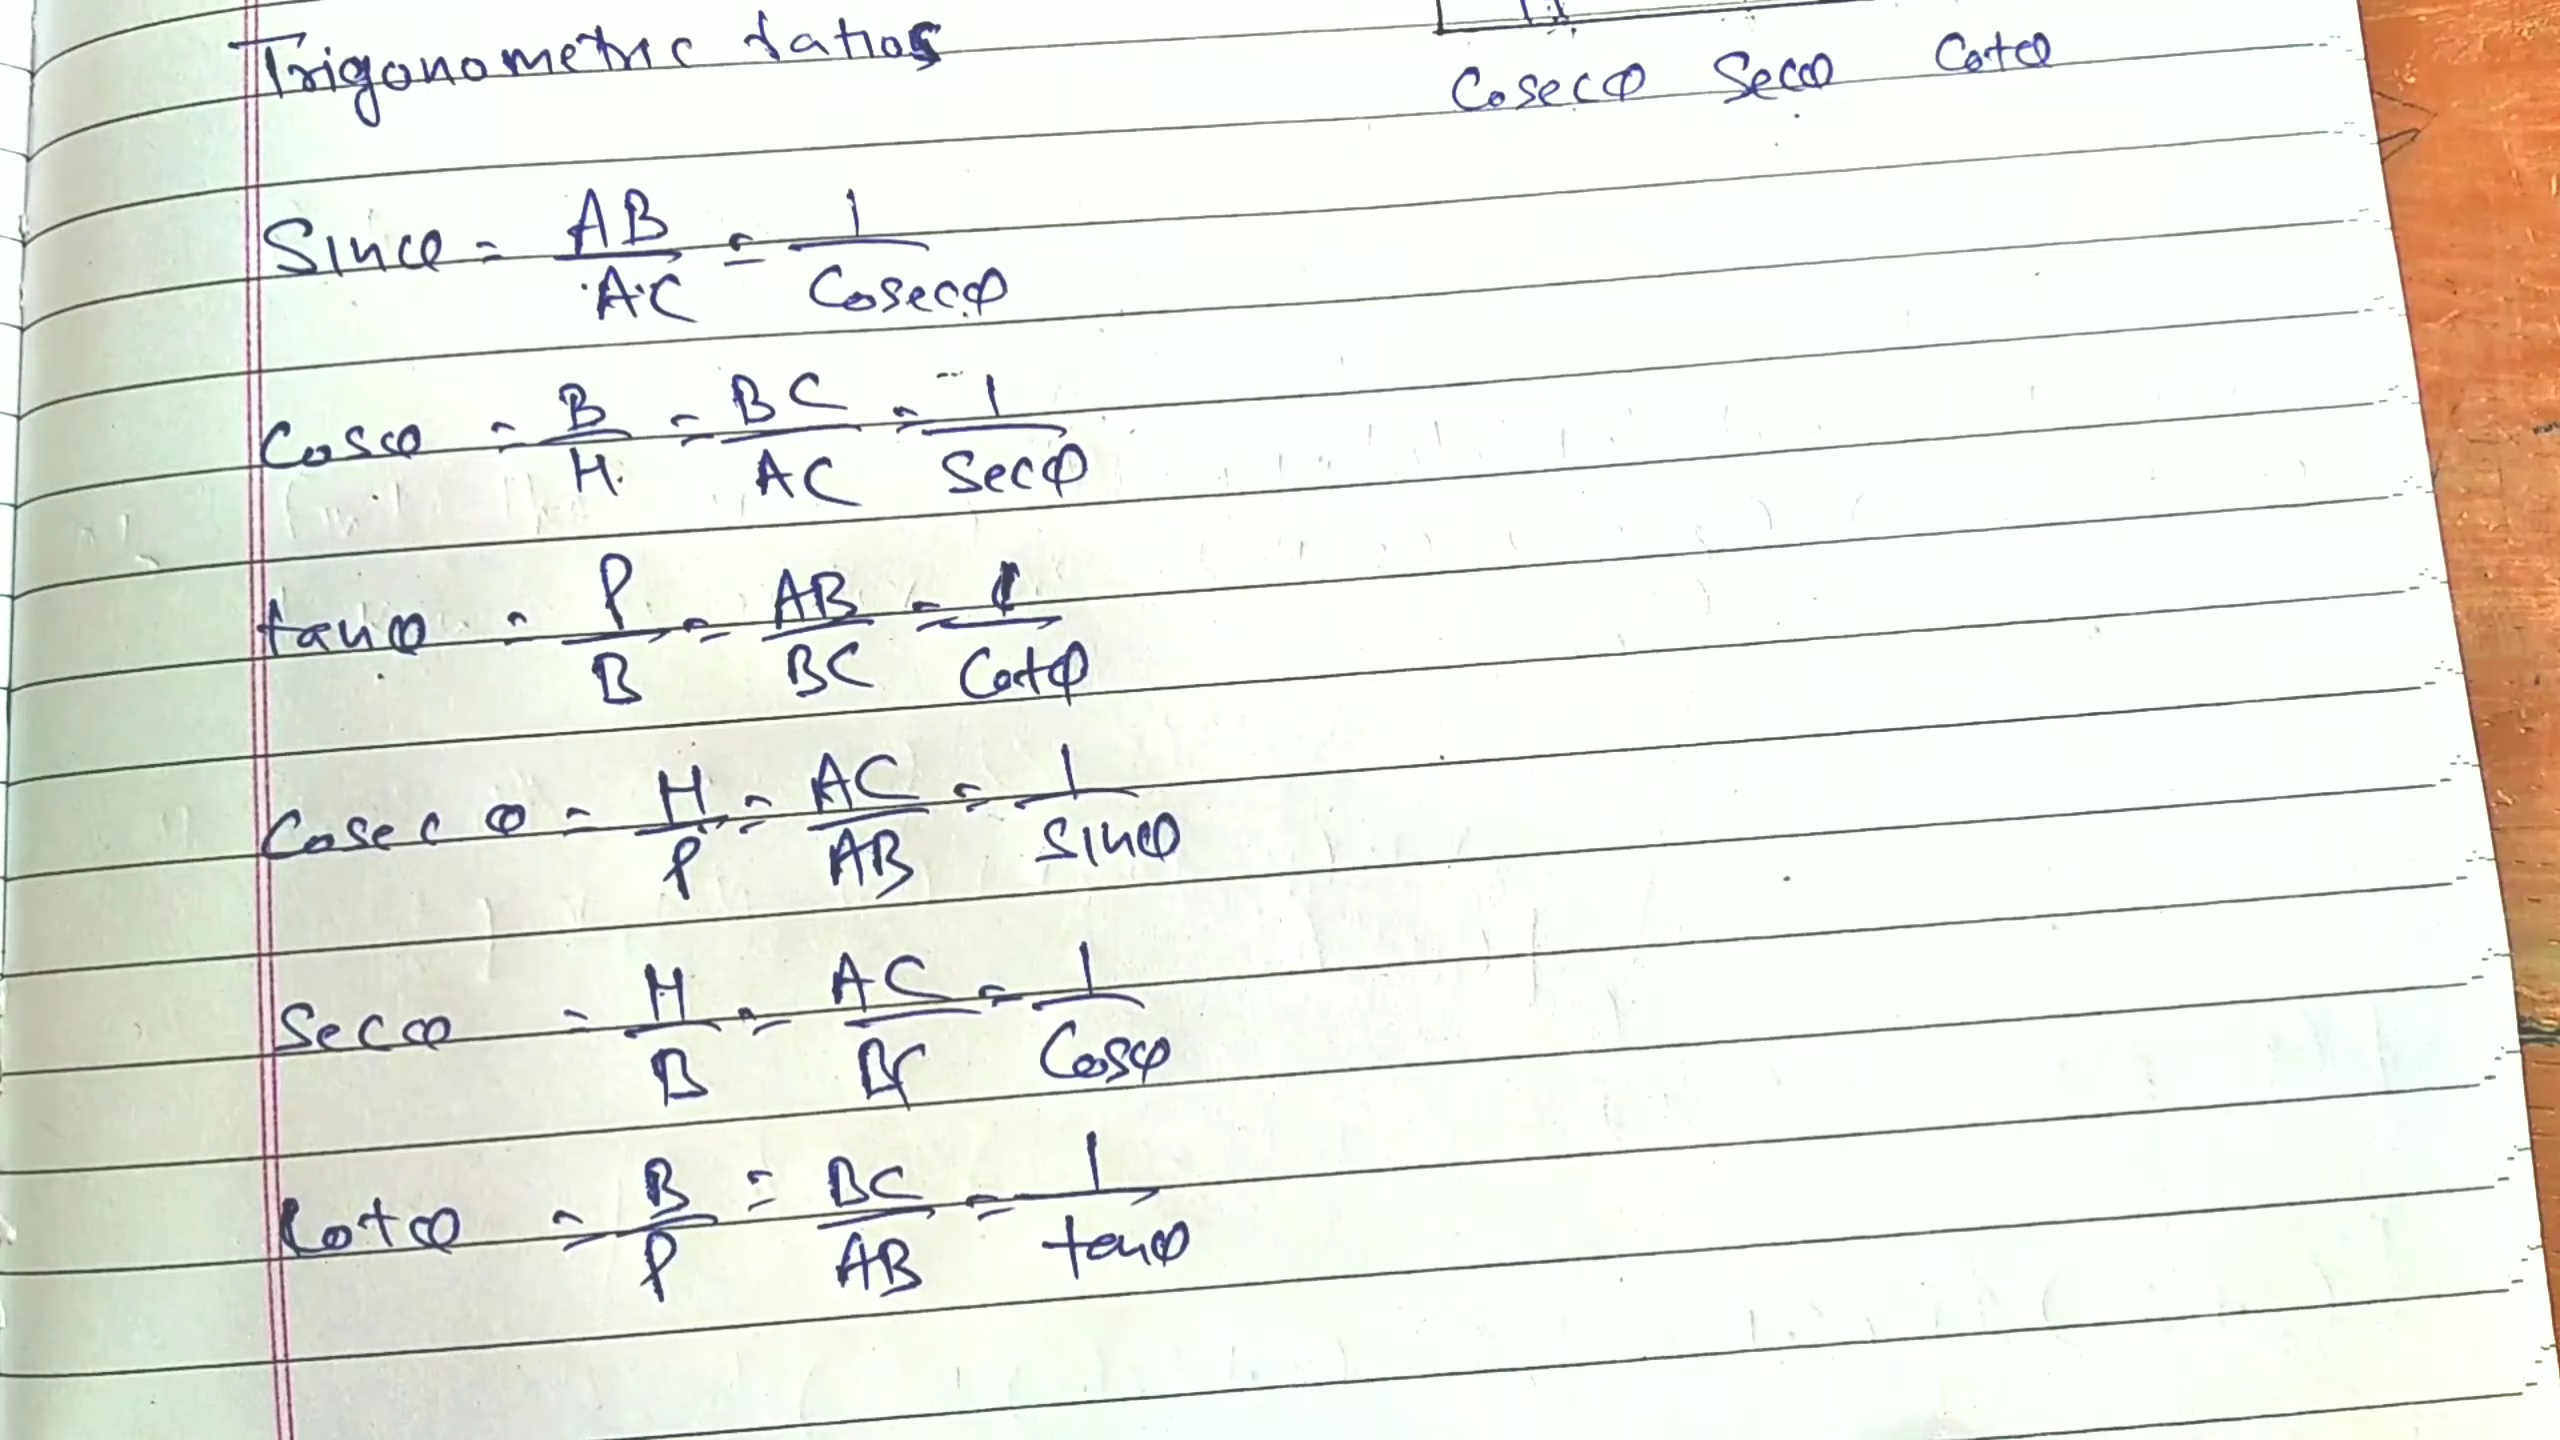 Trigonometric ratios
Cosecθ Secθ Cotθ
Sinθ = AB/AC = 1/Cosecθ
Cosθ = B/H = BC/AC = 1/Secθ
tanθ = P/B = AB/BC = 1/Cotθ
Cosecθ = H/P = AC/AB = 1/Sinθ
Secθ = H/B = AC/BC = 1/Cosθ
Cotθ = B/P = BC/AB = 1/tanθ